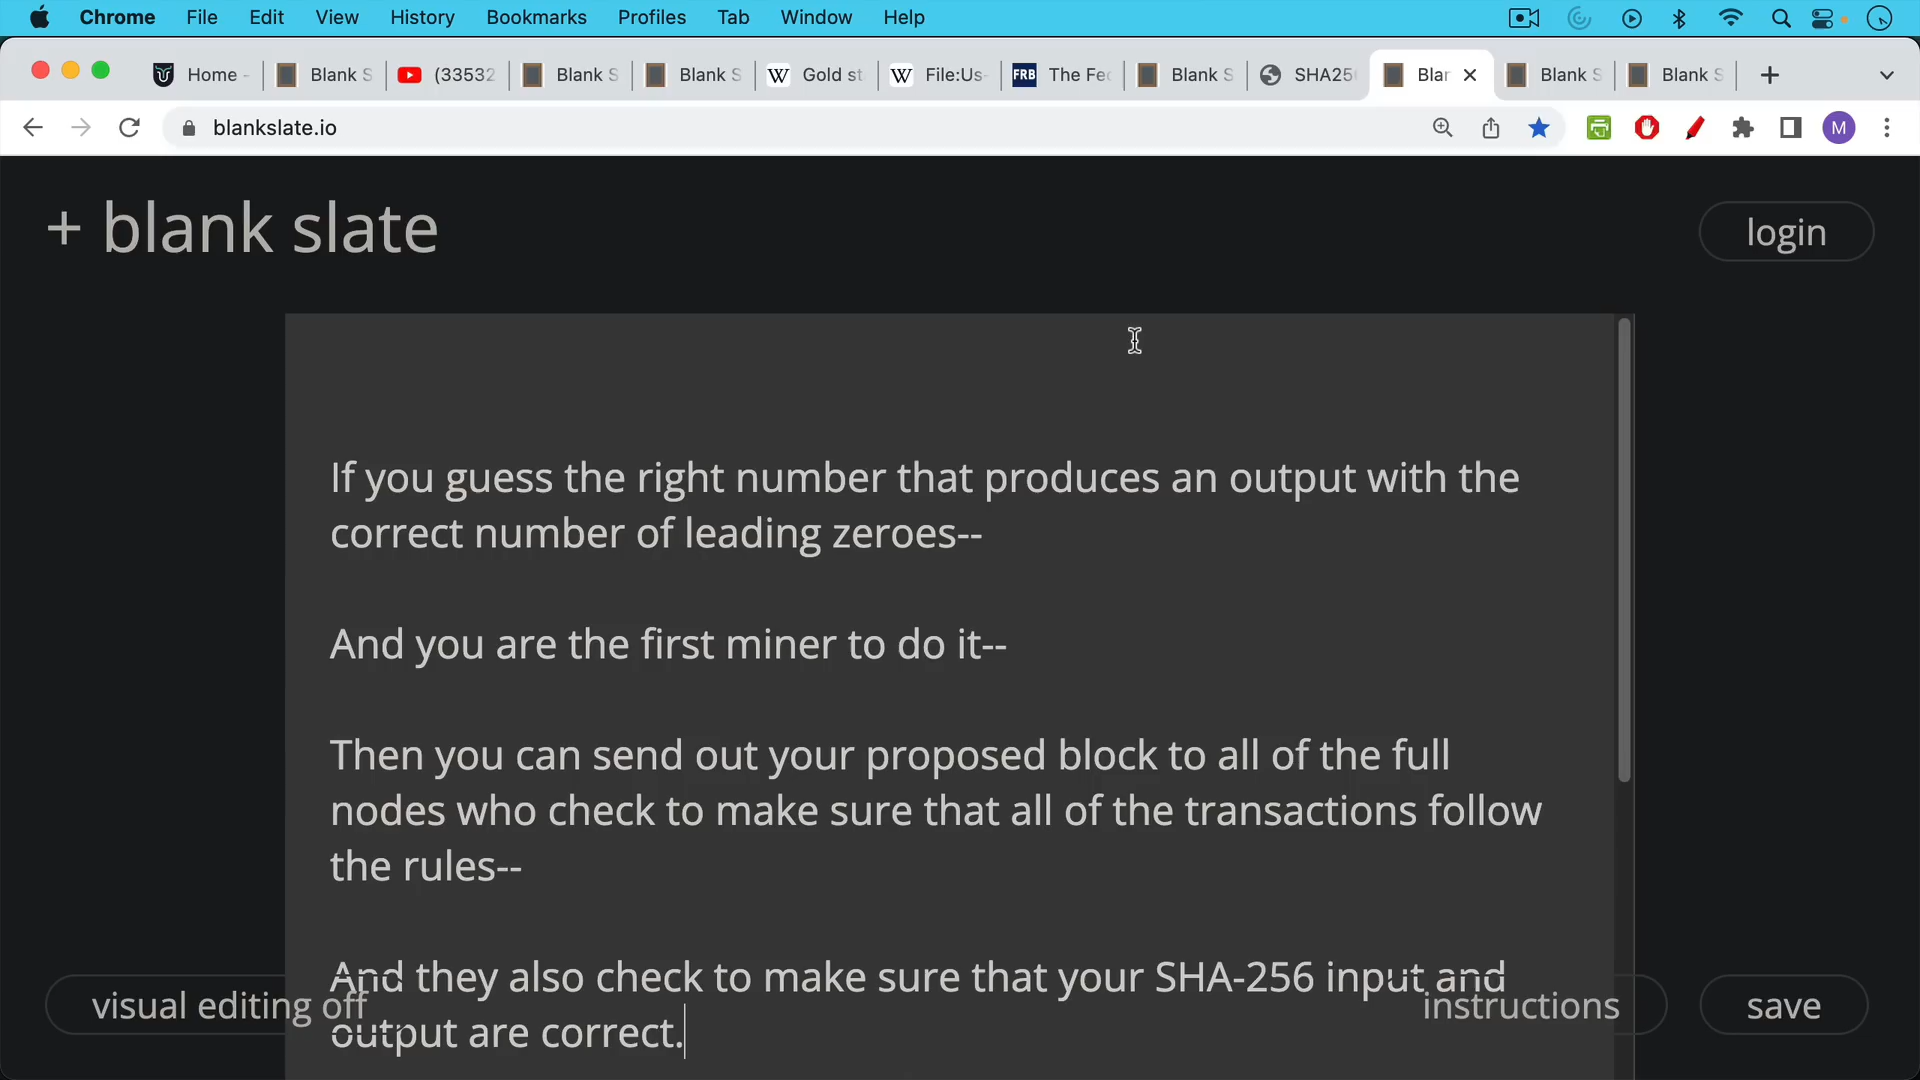 Chrome File Edit View History Bookmarks Profiles Tab Window Help
Home - Blank S (33532 Blank S Blank S W Gold st W File:Us- FRB The Fec Blank S SHA256 Blan Blank S Blank S
blankslate.io M
+ blank slate login
If you guess the right number that produces an output with the
correct number of leading zeroes--
And you are the first miner to do it--
Then you can send out your proposed block to all of the full
nodes who check to make sure that all of the transactions follow
the rules--
And they also check to make sure that your SHA-256 input and
output are correct.
visual editing off instructions save